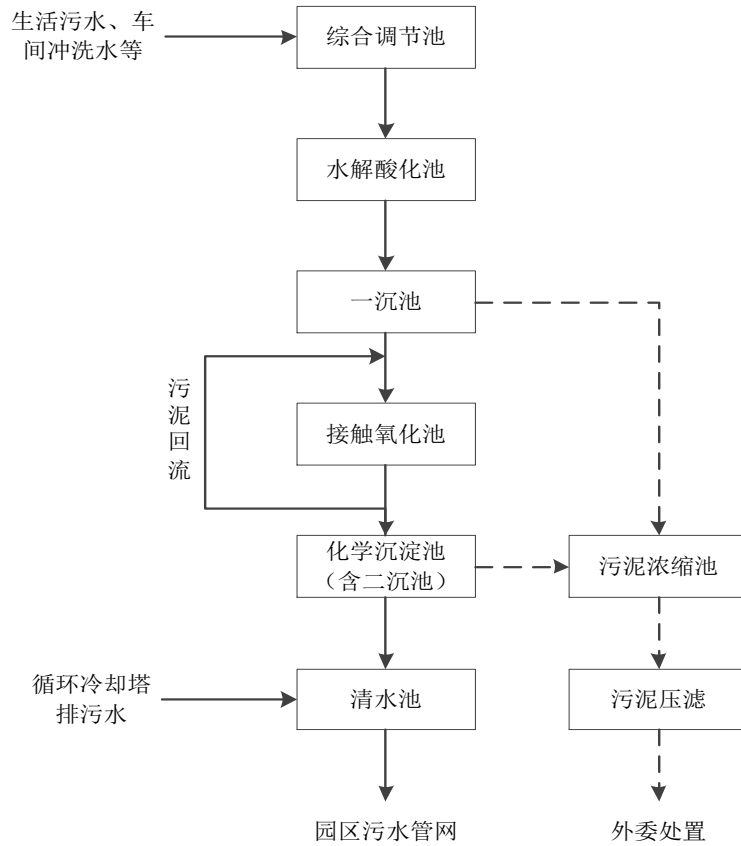 生活污水、车
间冲洗水等
综合调节池
水解酸化池
一沉池
污
泥
回
流
接触氧化池
化学沉淀池
（含二沉池）
污泥浓缩池
循环冷却塔
排污水
清水池
污泥压滤
园区污水管网
外委处置